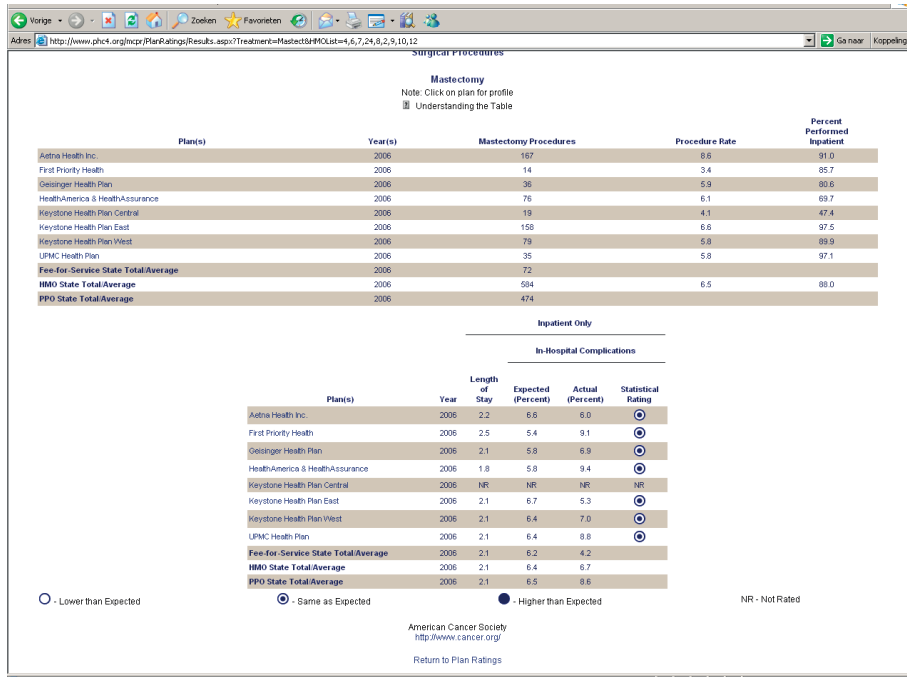 Vorige Zoeken Favorieten
Adres http://www.phc4.org/mcpr/PlanRatings/Results.aspx?Treatment=Mastect&HMOList=4,6,7,24,8,2,9,10,12 Ga naar Koppeling
Surgical Procedures
Mastectomy
Note: Click on plan for profile
Understanding the Table
Plan(s) Year(s) Mastectomy Procedures Procedure Rate Percent Performed Inpatient
Aetna Health Inc. 2006 167 8.6 91.0
First Priority Health 2006 14 3.4 85.7
Geisinger Health Plan 2006 36 5.9 80.6
HealthAmerica & HealthAssurance 2006 76 6.1 69.7
Keystone Health Plan Central 2006 19 4.1 47.4
Keystone Health Plan East 2006 158 6.6 97.5
Keystone Health Plan West 2006 79 5.8 89.9
UPMC Health Plan 2006 35 5.8 97.1
Fee-for-Service State Total/Average 2006 72
HMO State Total/Average 2006 584 6.5 88.0
PPO State Total/Average 2006 474
Inpatient Only
In-Hospital Complications
Plan(s) Year Length of Stay Expected (Percent) Actual (Percent) Statistical Rating
Aetna Health Inc. 2006 2.2 6.6 6.0
First Priority Health 2006 2.5 5.4 9.1
Geisinger Health Plan 2006 2.1 5.8 6.9
HealthAmerica & HealthAssurance 2006 1.8 5.8 9.4
Keystone Health Plan Central 2006 NR NR NR NR
Keystone Health Plan East 2006 2.1 6.7 5.3
Keystone Health Plan West 2006 2.1 6.4 7.0
UPMC Health Plan 2006 2.1 6.4 8.8
Fee-for-Service State Total/Average 2006 2.1 6.2 4.2
HMO State Total/Average 2006 2.1 6.4 6.7
PPO State Total/Average 2006 2.1 6.5 8.6
- Lower than Expected - Same as Expected - Higher than Expected NR - Not Rated
American Cancer Society
http://www.cancer.org/
Return to Plan Ratings